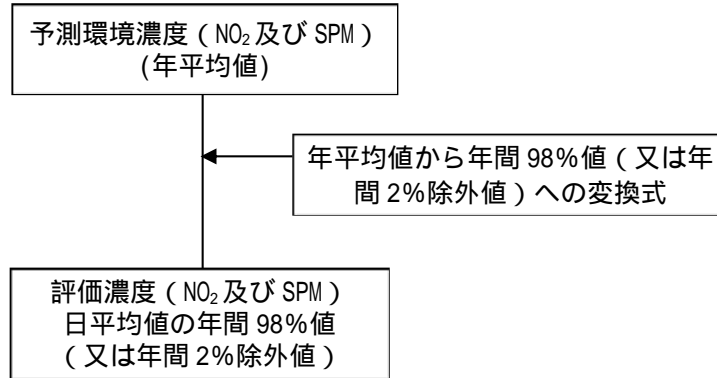 予測環境濃度（NO₂及び SPM）
(年平均値)
年平均値から年間 98%値（又は年
間 2%除外値）への変換式
評価濃度（NO₂及び SPM）
日平均値の年間 98%値
（又は年間 2%除外値）